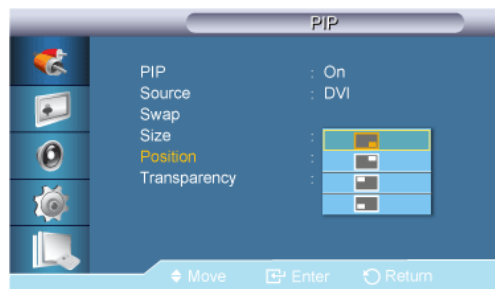 PIP
PIP : On
Source : DVI
Swap
Size :
Position :
Transparency :
Move Enter Return